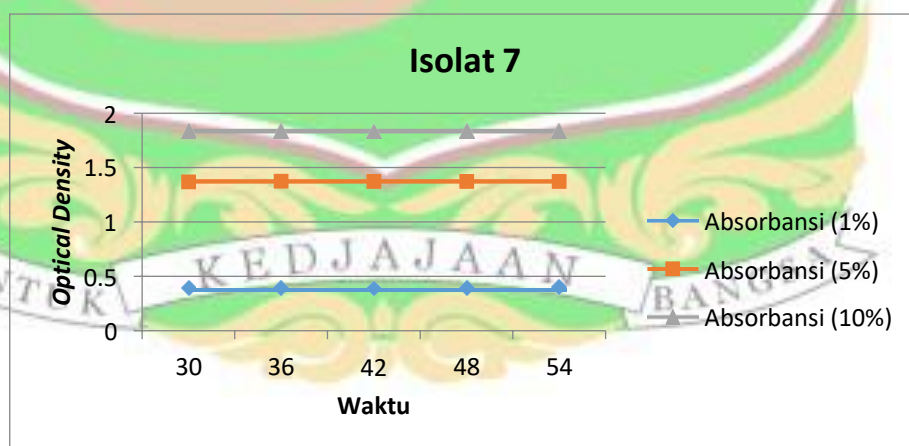 Isolat 7
Optical Density
2
1.5
1
0.5
0
30 36 42 48 54
Waktu
Absorbansi (1%)
Absorbansi (5%)
Absorbansi (10%)
KEDJAJAAN
BANGSA